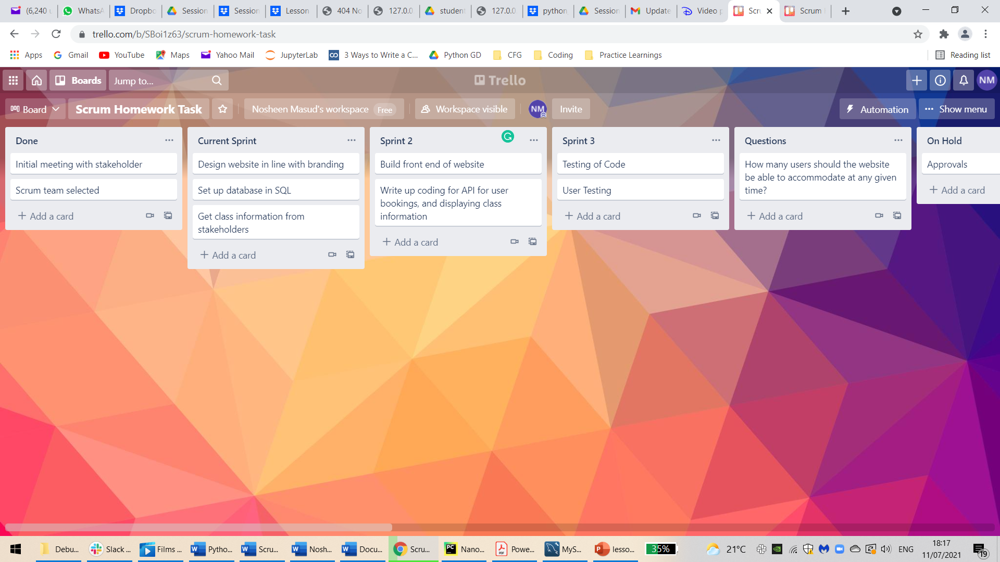 (6,240 u
WhatsA
Dropbo
Session
Session
Lesson
404 No
127.0.0
student
127.0.0
python
Session
Update
Video p
Scru
Scrum
trello.com/b/SBoi1z63/scrum-homework-task
Apps
Gmail
YouTube
Maps
Yahoo Mail
JupyterLab
3 Ways to Write a C...
Python GD
CFG
Coding
Practice Learnings
Reading list
Boards
Jump to...
Trello
NM
Board
Scrum Homework Task
Nosheen Masud's workspace Free
Workspace visible
NM
Invite
Automation
Show menu
Done
Initial meeting with stakeholder
Scrum team selected
+ Add a card
Current Sprint
Design website in line with branding
Set up database in SQL
Get class information from
stakeholders
+ Add a card
Sprint 2
Build front end of website
Write up coding for API for user
bookings, and displaying class
information
+ Add a card
Sprint 3
Testing of Code
User Testing
+ Add a card
Questions
How many users should the website
be able to accommodate at any given
time?
+ Add a card
On Hold
Approvals
+ Add a card
Debu...
Slack ...
Films ...
Pytho...
Scru...
Nosh...
Docu...
Scru...
Nano...
Powe...
MyS...
lesso...
35%
21°C
ENG
18:17
11/07/2021
19